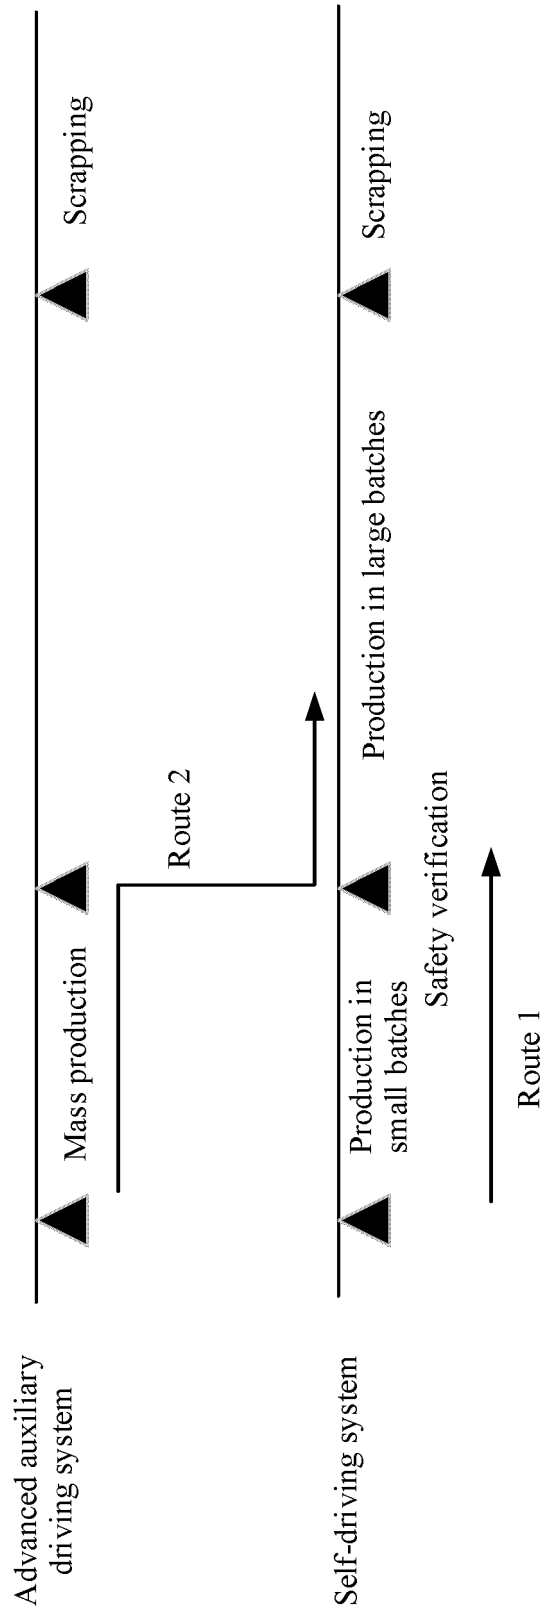 Advanced auxiliary
driving system
Mass production
Scrapping
Route 2
Self-driving system
Production in
small batches
Production in large batches
Scrapping
Safety verification
Route 1